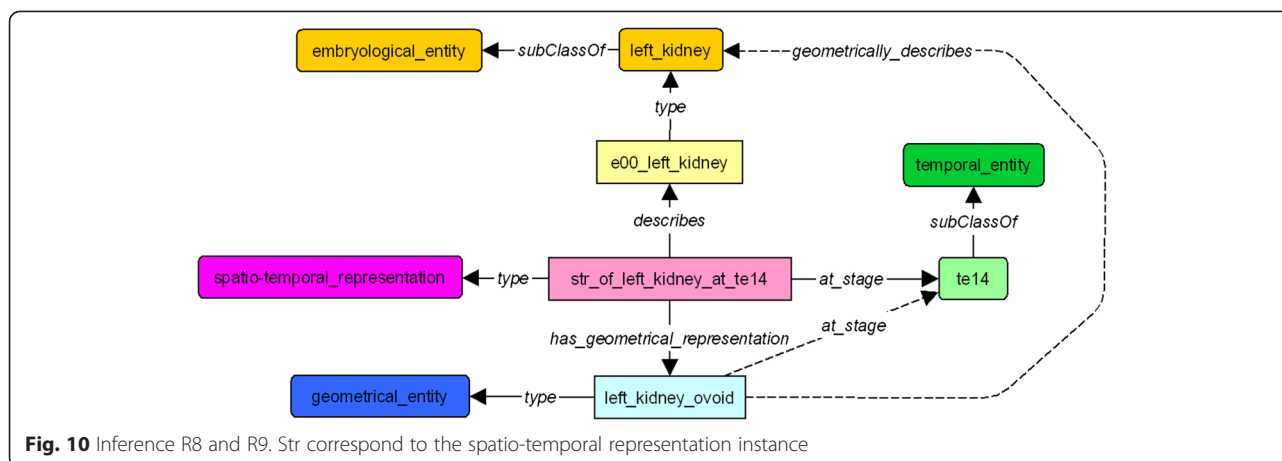 embryological_entity subClassOf left_kidney geometrically_describes
type
e00_left_kidney temporal_entity
describes subClassOf
spatio-temporal_representation type str_of_left_kidney_at_te14 at_stage te14
has_geometrical_representation at_stage
geometrical_entity type left_kidney_ovoid
Fig. 10 Inference R8 and R9. Str correspond to the spatio-temporal representation instance